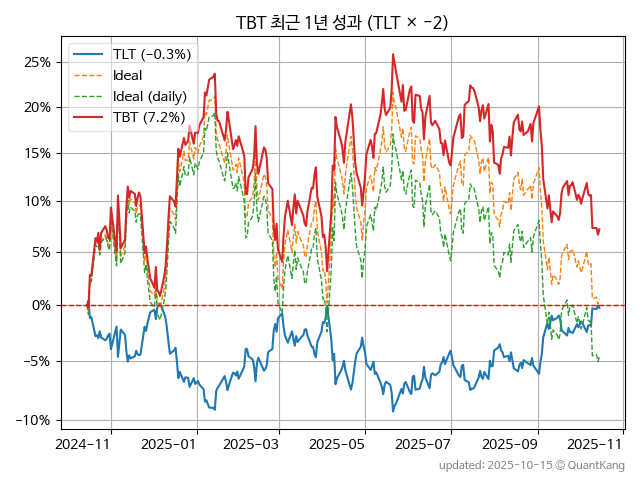 TBT 최근 1년 성과 (TLT × −2)
TLT (−0.3%)
Ideal
Ideal (daily)
TBT (7.2%)
25%
20%
15%
10%
5%
0%
−5%
−10%
2024-11 2025-01 2025-03 2025-05 2025-07 2025-09 2025-11
updated: 2025-10-15 © QuantKang